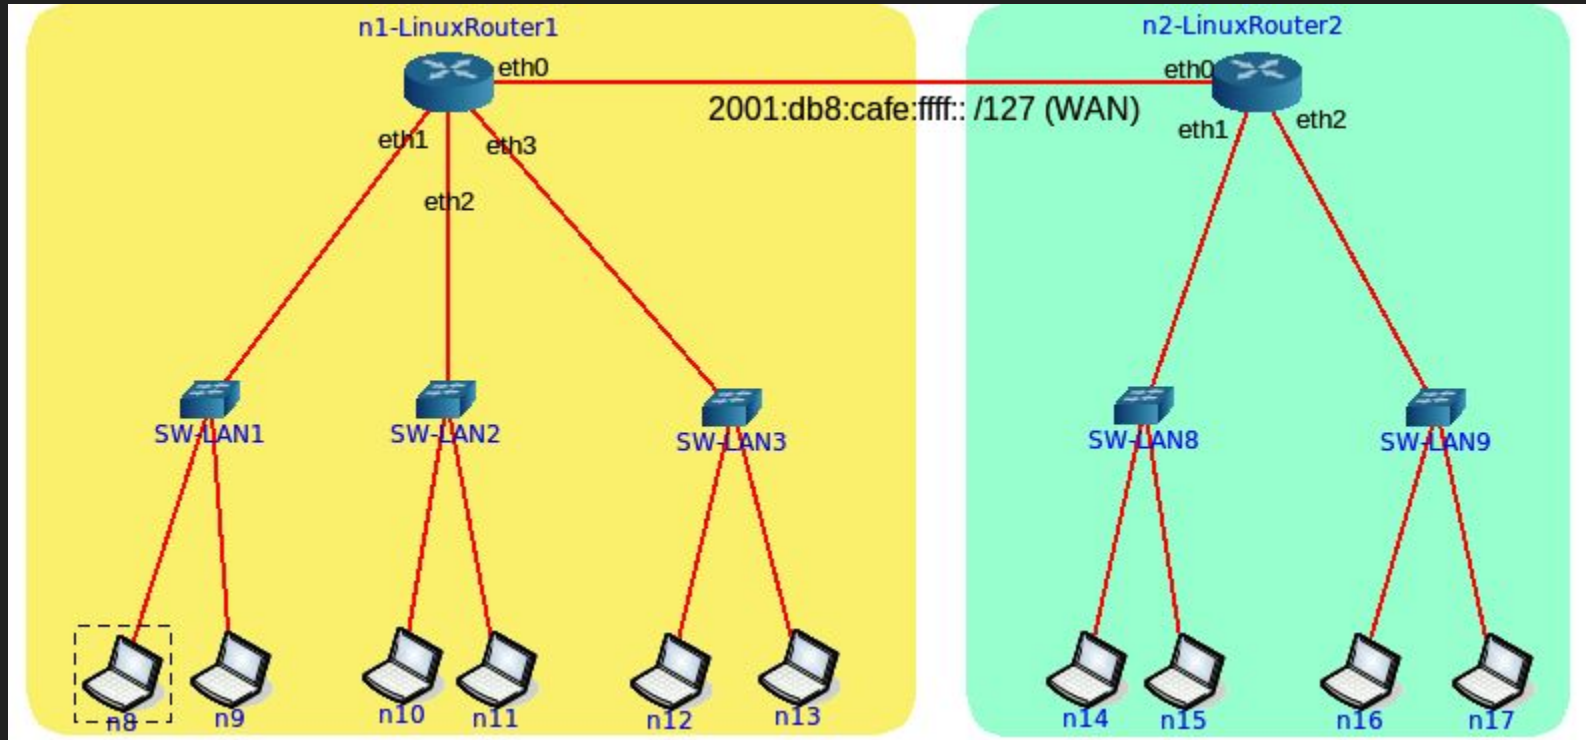 n1-LinuxRouter1
n2-LinuxRouter2
eth0
eth0
2001:db8:cafe:ffff:: /127 (WAN)
eth1
eth3
eth2
eth1
eth2
SW-LAN1
SW-LAN2
SW-LAN3
SW-LAN8
SW-LAN9
n8
n9
n10
n11
n12
n13
n14
n15
n16
n17